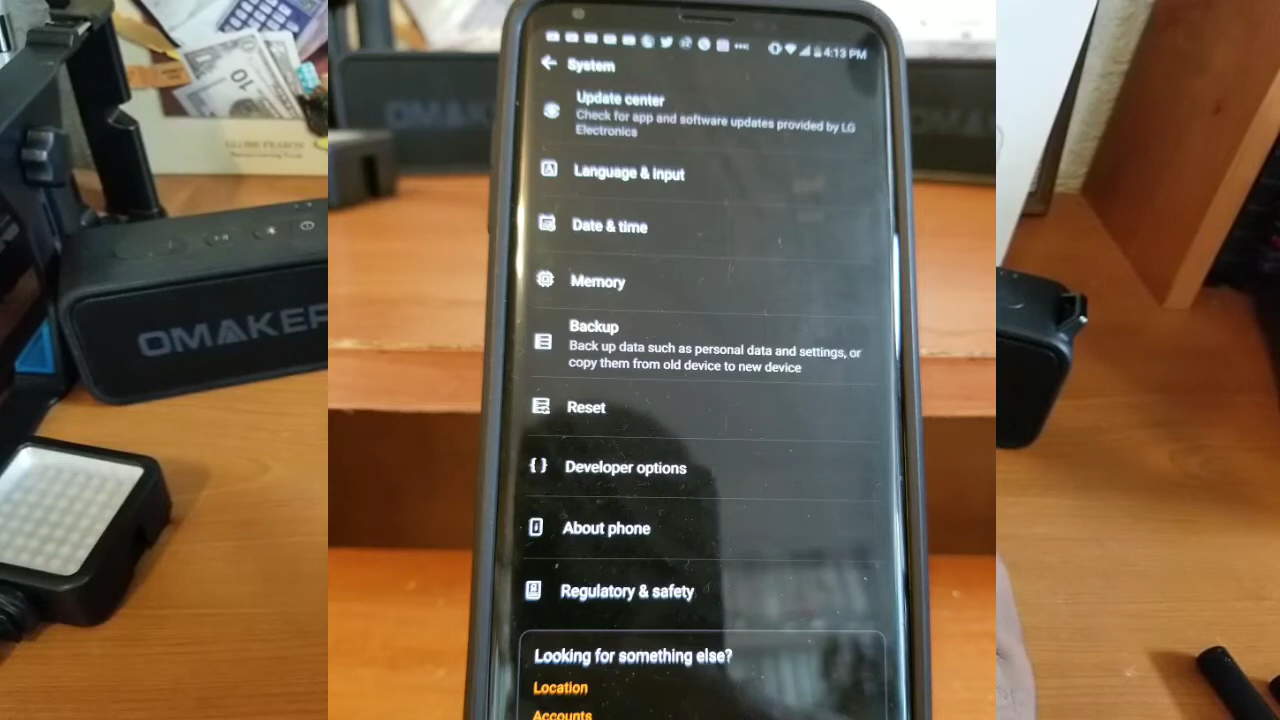 10
OMAKER
OMAKER
4:13 PM
System
Update center
Check for app and software updates provided by LG
Electronics
Language & input
Date & time
Memory
Backup
Back up data such as personal data and settings, or
copy them from old device to new device
Reset
Developer options
About phone
Regulatory & safety
Looking for something else?
Location
Accounts